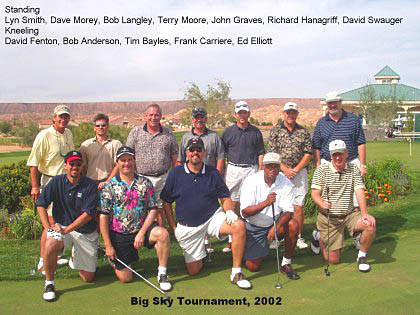 Standing
Lyn Smith, Dave Morey, Bob Langley, Terry Moore, John Graves, Richard Hanagriff, David Swauger
Kneeling
David Fenton, Bob Anderson, Tim Bayles, Frank Carriere, Ed Elliott
Big Sky Tournament, 2002